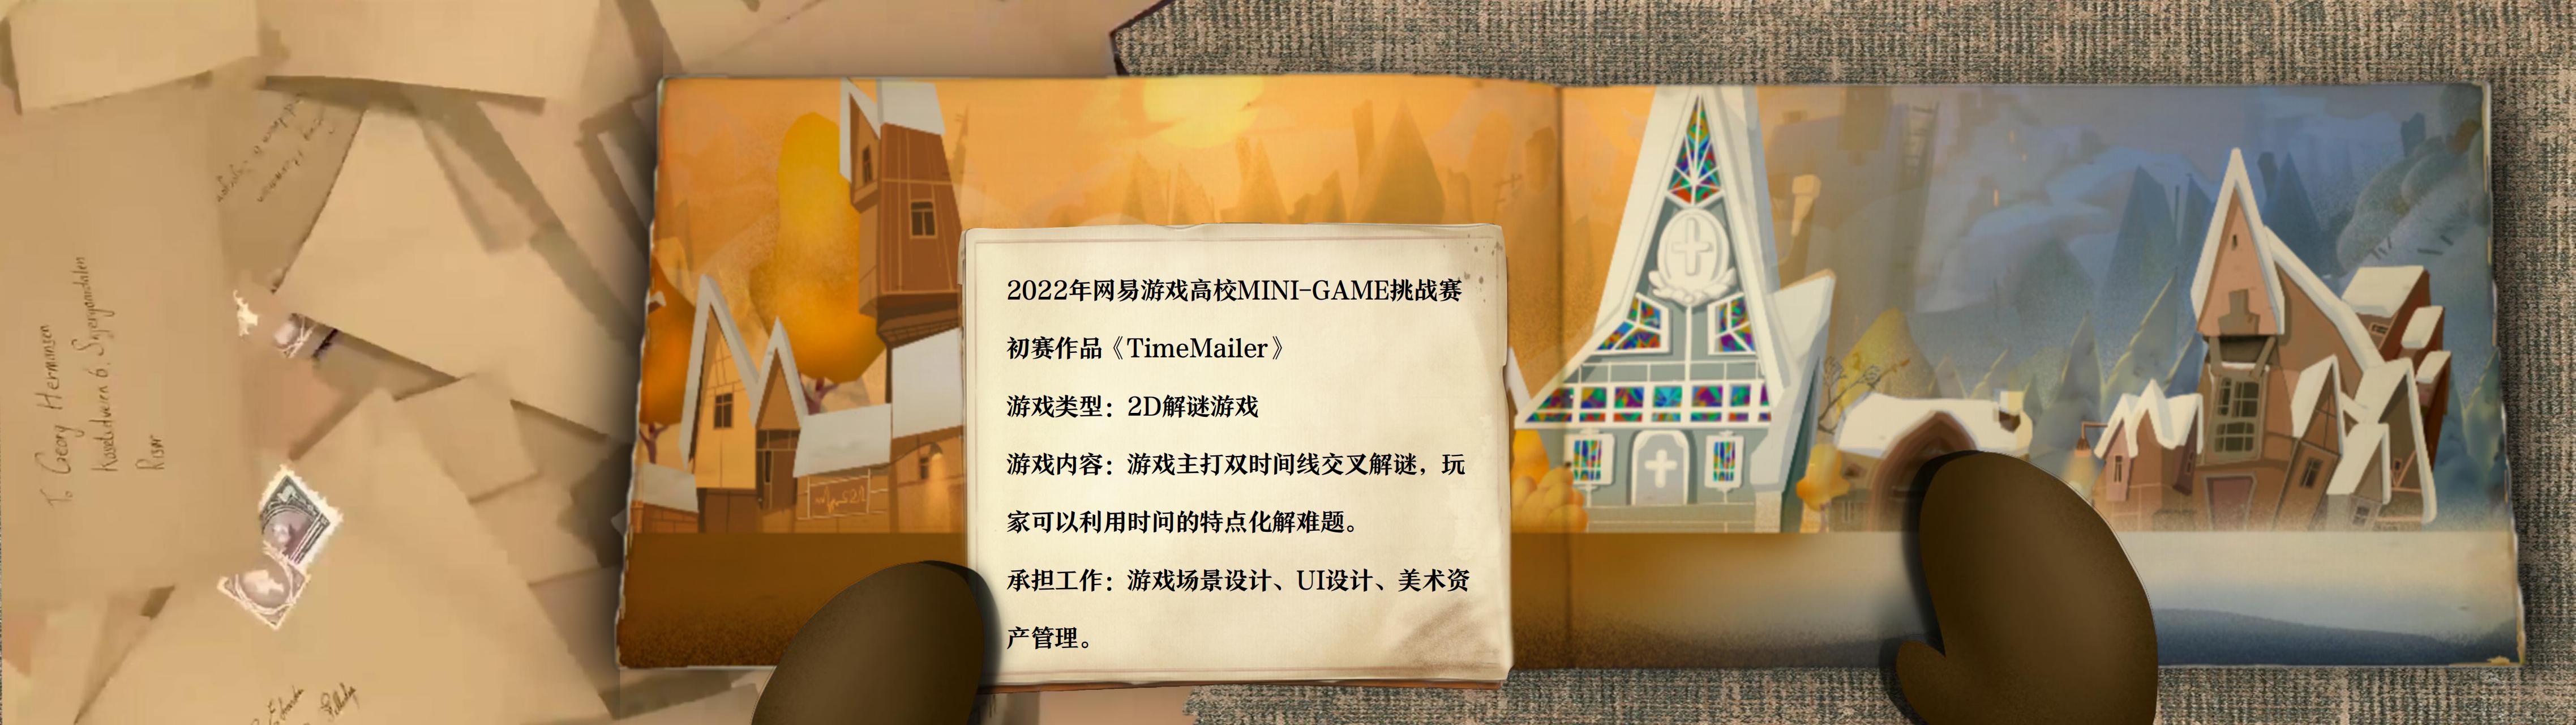 2022年网易游戏高校MINI-GAME挑战赛
初赛作品《TimeMailer》
游戏类型：2D解谜游戏
游戏内容：游戏主打双时间线交叉解谜，玩
家可以利用时间的特点化解难题。
承担工作：游戏场景设计、UI设计、美术资
产管理。
To Georg Hermansen
Risør